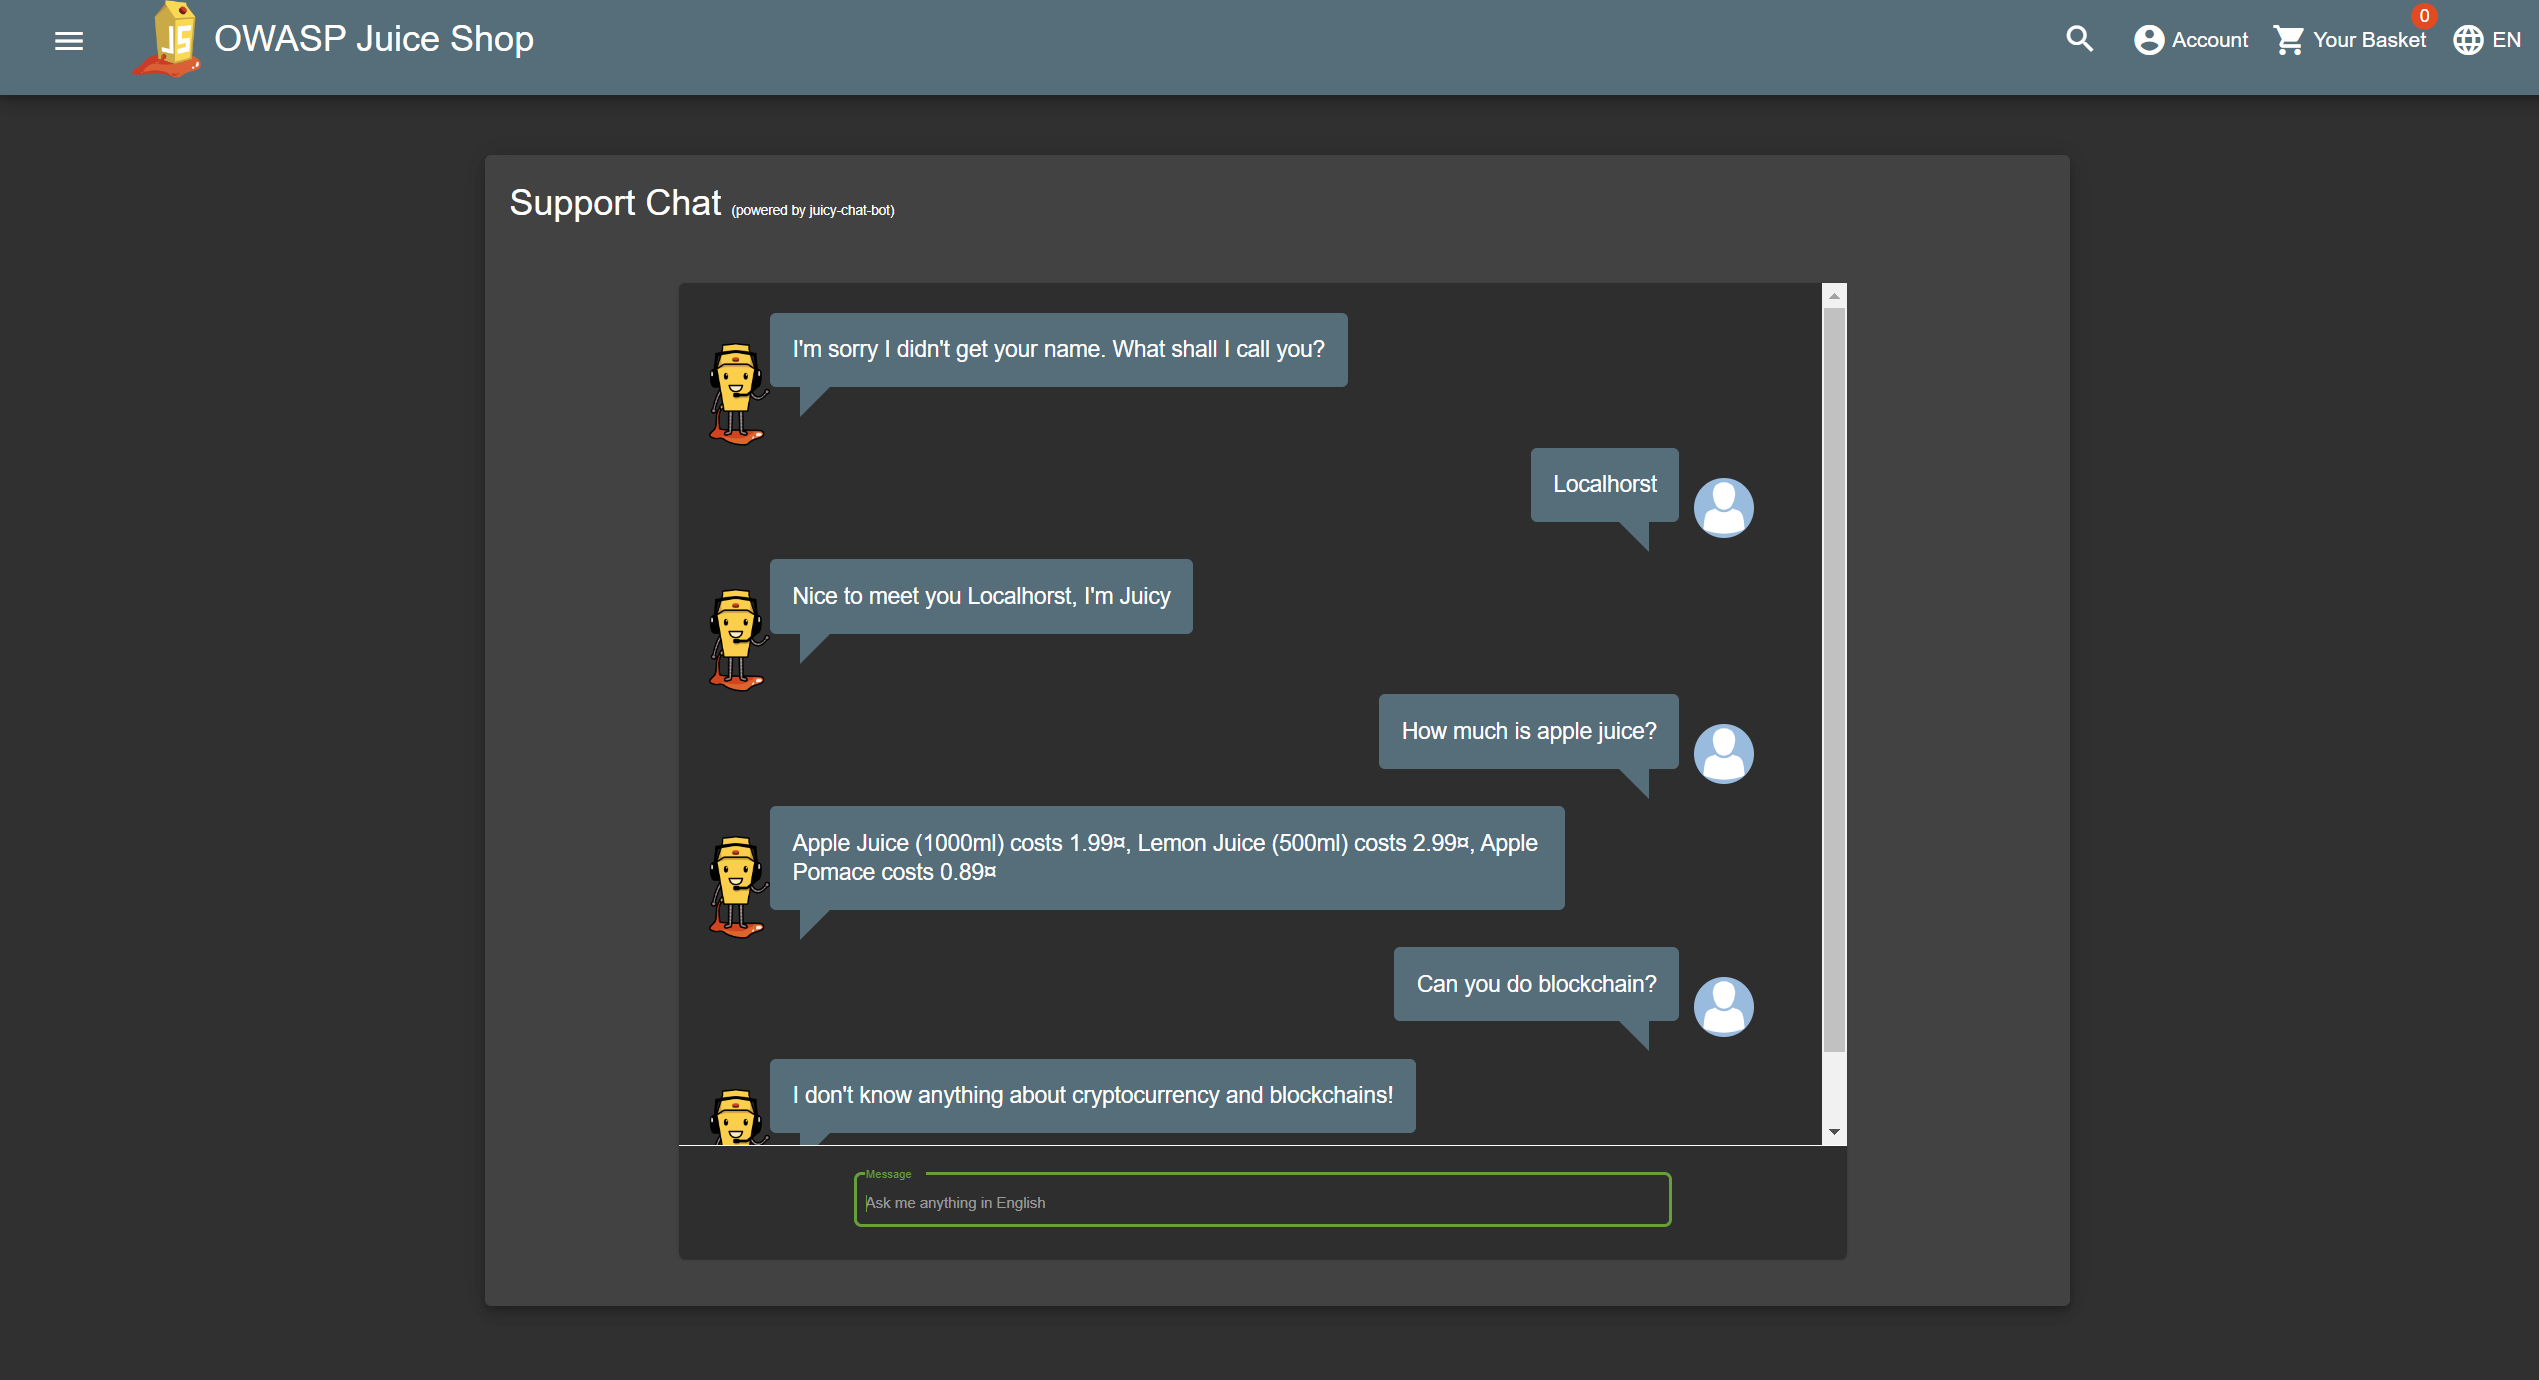 OWASP Juice Shop
Account
0
Your Basket
EN
Support Chat (powered by juicy-chat-bot)
I'm sorry I didn't get your name. What shall I call you?
Localhorst
Nice to meet you Localhorst, I'm Juicy
How much is apple juice?
Apple Juice (1000ml) costs 1.99¤, Lemon Juice (500ml) costs 2.99¤, Apple
Pomace costs 0.89¤
Can you do blockchain?
I don't know anything about cryptocurrency and blockchains!
Message
Ask me anything in English
JS